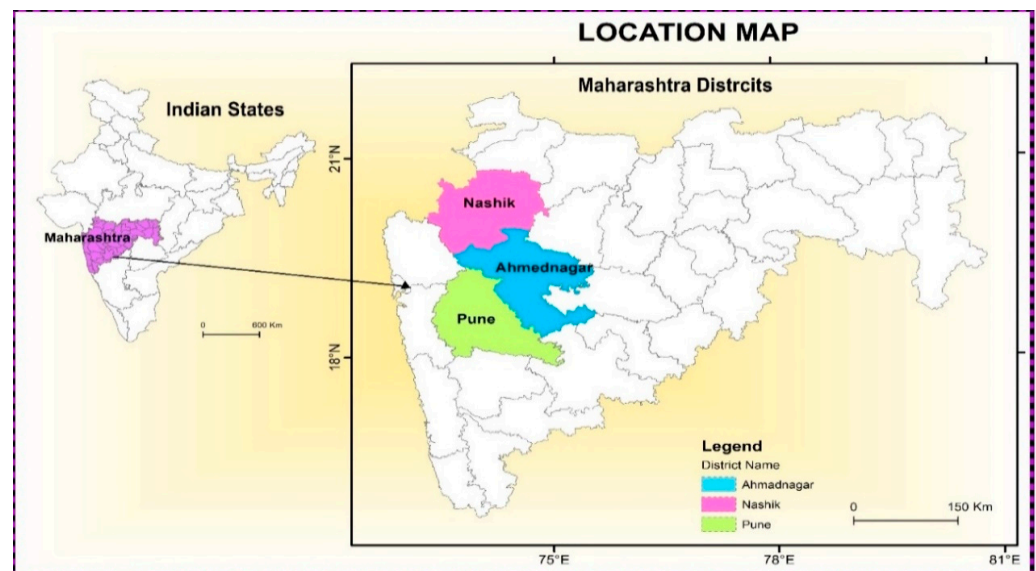 LOCATION MAP
Indian States
Maharashtra
0 600 Km
Maharashtra Distrcits
21°N
18°N
Nashik
Ahmednagar
Pune
Legend
District Name
Ahmadnagar
Nashik
Pune
0 150 Km
75°E 78°E 81°E